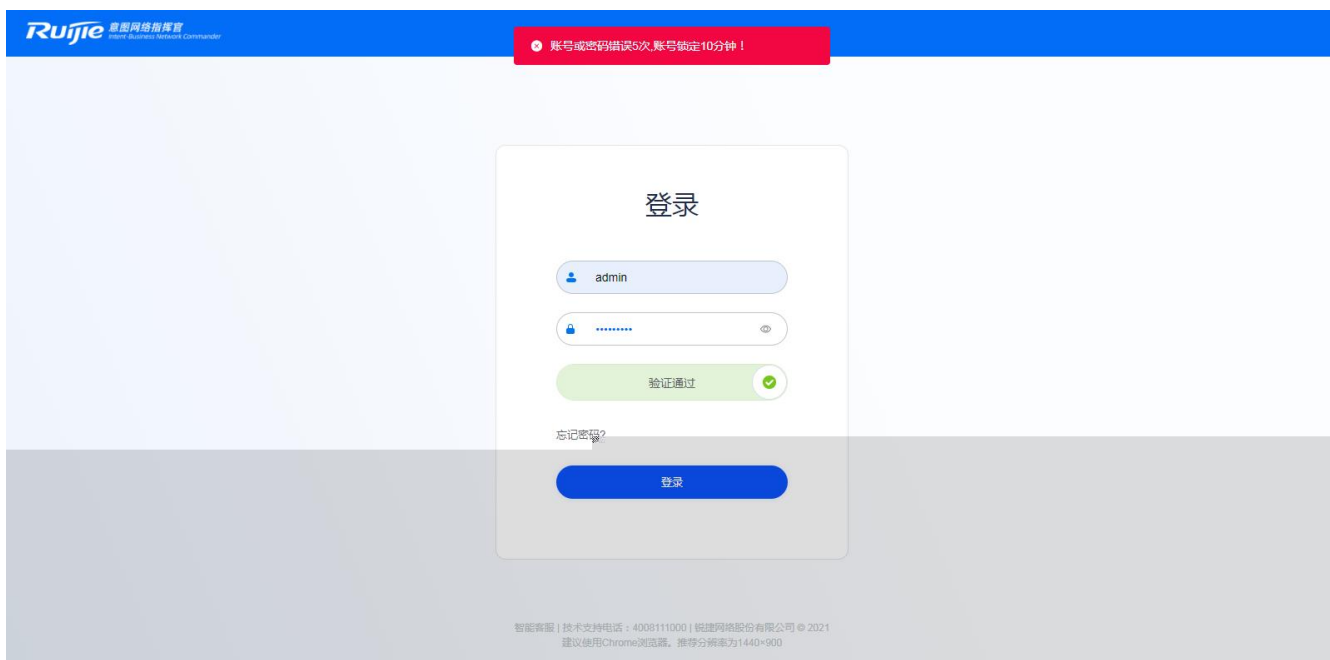 Ruijie 意图网络指挥官
Intent-Business Network Commander
账号或密码错误5次,账号锁定10分钟！
登录
admin
•••••••••
验证通过
忘记密码?
登录
智能客服 | 技术支持电话：4008111000 | 锐捷网络股份有限公司 © 2021
建议使用Chrome浏览器。推荐分辨率为1440×900